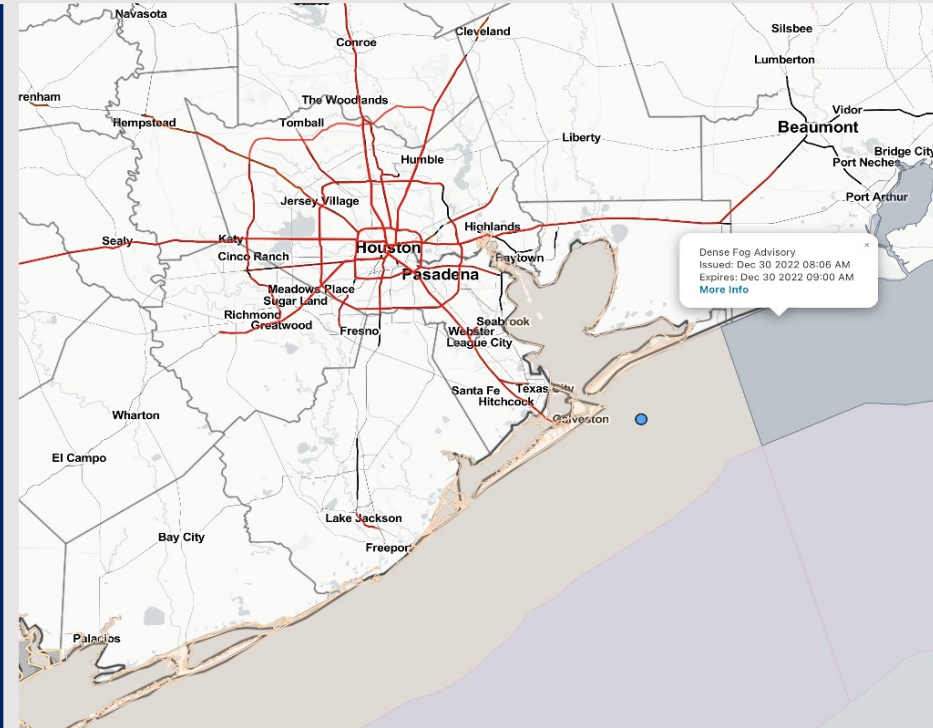 Navasota
Cleveland
Conroe
Silsbee
Lumberton
renham
The Woodlands
Hempstead
Tomball
Vidor
Beaumont
Liberty
Bridge City
Humble
Port Neches
Port Arthur
Jersey Village
Highlands
Sealy
Katy
Houston
Cinco Ranch
Baytown
Pasadena
Dense Fog Advisory
Issued: Dec 30 2022 08:06 AM
Expires: Dec 30 2022 09:00 AM
More Info
×
Meadows Place
Sugar Land
Richmond
Greatwood
Fresno
Seabrook
Webster
League City
Santa Fe
Texas City
Hitchcock
Wharton
Galveston
El Campo
Lake Jackson
Bay City
Freeport
Palacios